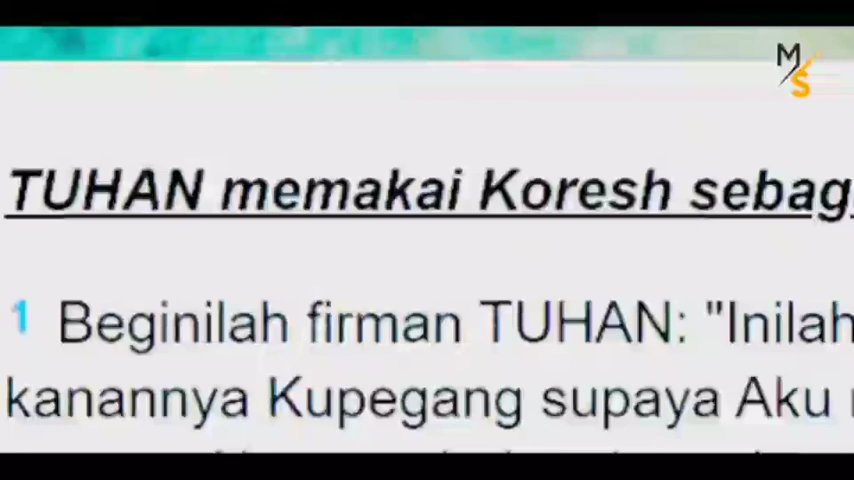 M
S
TUHAN memakai Koresh sebag
1 Beginilah firman TUHAN: "Inilah
kanannya Kupegang supaya Aku